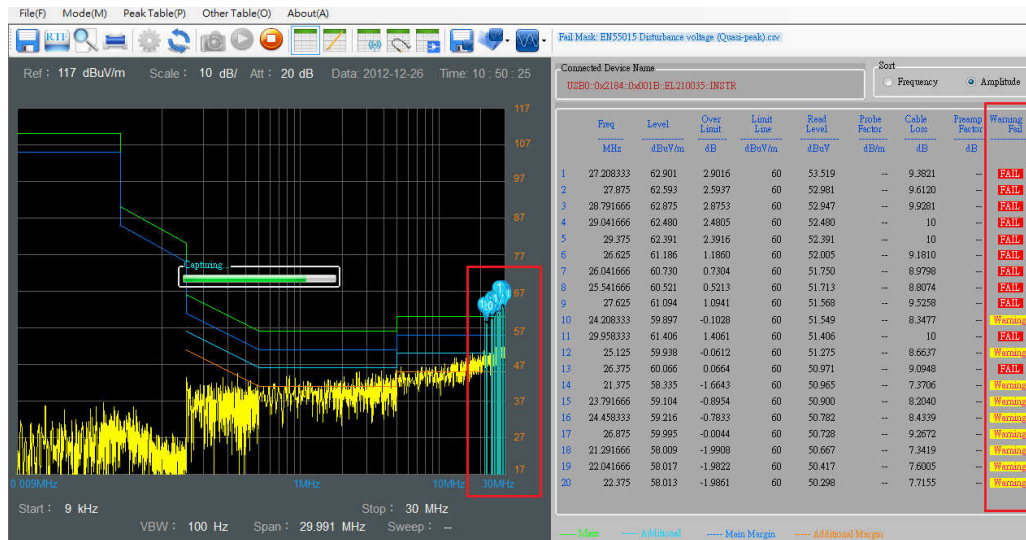 File(F) Mode(M) Peak Table(P) Other Table(O) About(A)
RTF
Fail Mask: EN55015 Disturbance voltage (Quasi-peak).csv
Ref : 117 dBuV/m Scale : 10 dB/ Att : 20 dB Data: 2012-12-26 Time: 10 : 50 : 25
Connected Device Name
USB0::0x2184::0x001B::EL210035::INSTR
Sort
Frequency Amplitude
117
107
97
87
77
67
57
47
37
27
17
Capturing...
0.009MHz 1MHz 10MHz 30MHz
Start : 9 kHz Stop : 30 MHz
VBW : 100 Hz Span : 29.991 MHz Sweep : --
Freq Level Over Limit Limit Line Read Level Probe Factor Cable Loss Preamp Factor Warning Fail
MHz dBuV/m dB dBuV/m dBuV dB/m dB dB
1 27.208333 62.901 2.9016 60 53.519 -- 9.3821 -- FAIL
2 27.875 62.593 2.5937 60 52.981 -- 9.6120 -- FAIL
3 28.791666 62.875 2.8753 60 52.947 -- 9.9281 -- FAIL
4 29.041666 62.480 2.4805 60 52.480 -- 10 -- FAIL
5 29.375 62.391 2.3916 60 52.391 -- 10 -- FAIL
6 26.625 61.186 1.1860 60 52.005 -- 9.1810 -- FAIL
7 26.041666 60.730 0.7304 60 51.750 -- 8.9798 -- FAIL
8 25.541666 60.521 0.5213 60 51.713 -- 8.8074 -- FAIL
9 27.625 61.094 1.0941 60 51.568 -- 9.5258 -- FAIL
10 24.208333 59.897 -0.1028 60 51.549 -- 8.3477 -- Warning
11 29.958333 61.406 1.4061 60 51.406 -- 10 -- FAIL
12 25.125 59.938 -0.0612 60 51.275 -- 8.6637 -- Warning
13 26.375 60.066 0.0664 60 50.971 -- 9.0948 -- FAIL
14 21.375 58.335 -1.6643 60 50.965 -- 7.3706 -- Warning
15 23.791666 59.104 -0.8954 60 50.900 -- 8.2040 -- Warning
16 24.458333 59.216 -0.7833 60 50.782 -- 8.4339 -- Warning
17 26.875 59.995 -0.0044 60 50.728 -- 9.2672 -- Warning
18 21.291666 58.009 -1.9908 60 50.667 -- 7.3419 -- Warning
19 22.041666 58.017 -1.9822 60 50.417 -- 7.6005 -- Warning
20 22.375 58.013 -1.9861 60 50.298 -- 7.7155 -- Warning
----- Main ----- Additional ----- Main Margin ----- Additional Margin